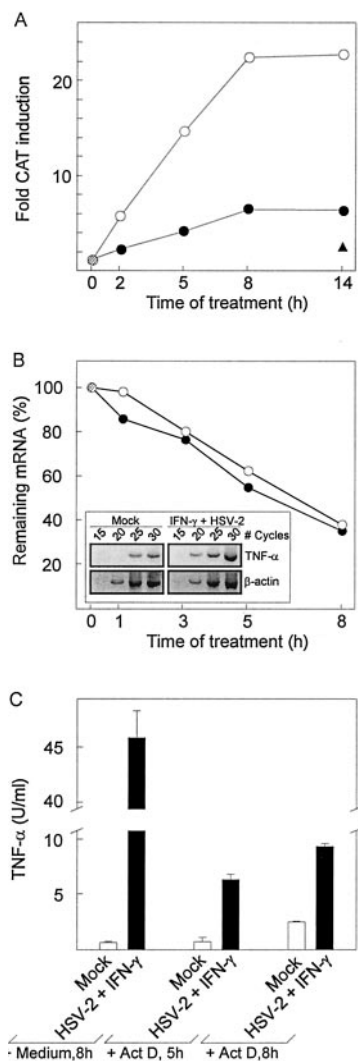 A
Fold CAT induction
20
10
0 2 5 8 14
Time of treatment (h)
B
Remaining mRNA (%)
100
80
60
40
20
Mock IFN-γ + HSV-2
15 20 25 30 15 20 25 30 # Cycles
TNF-α
β-actin
0 1 3 5 8
Time of treatment (h)
C
TNF-α (U/ml)
45
40
10
5
Mock
HSV-2 + IFN-γ
Mock
HSV-2 + IFN-γ
Mock
HSV-2 + IFN-γ
- Medium,8h + Act D, 5h + Act D,8h